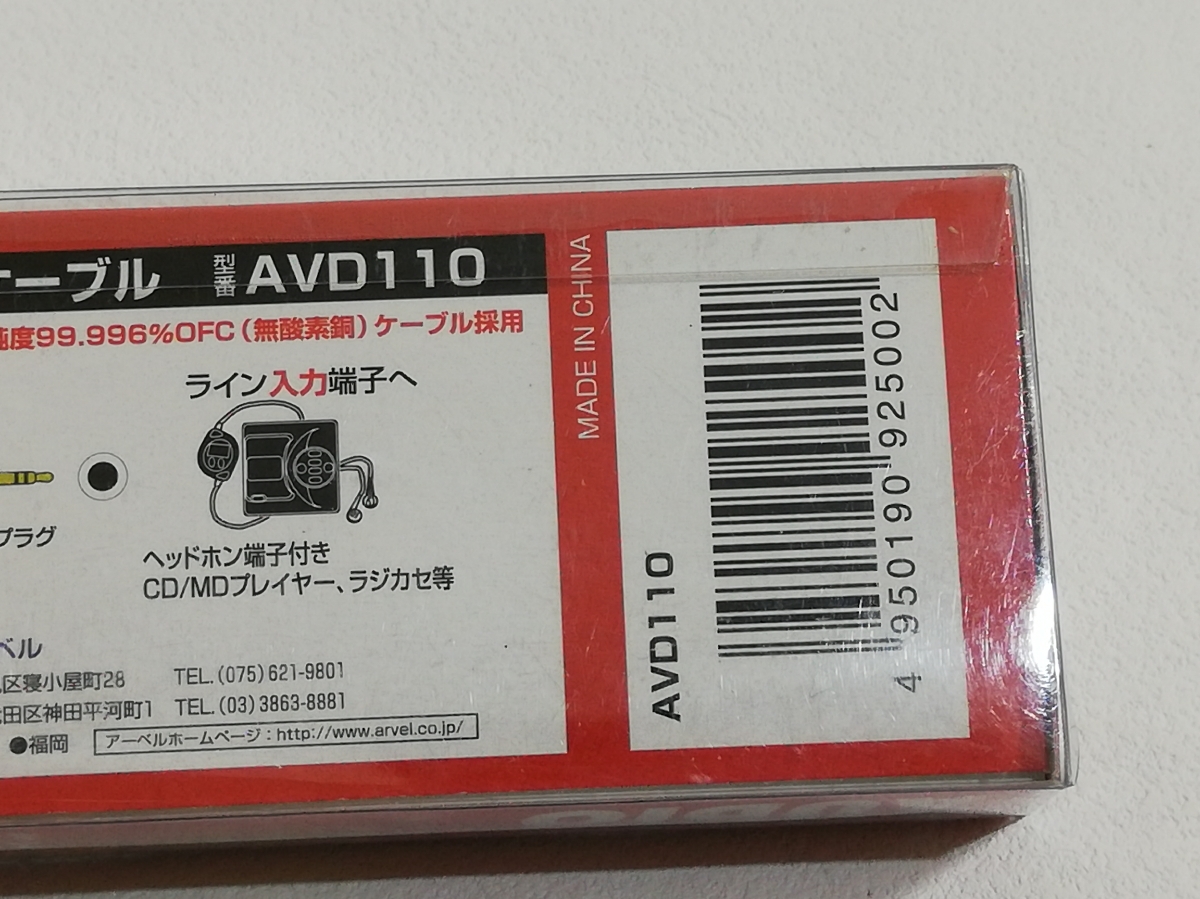 ケーブル 型番 AVD110
純度99.996%OFC(無酸素銅)ケーブル採用
ライン入力端子へ
プラグ
ヘッドホン端子付き
CD/MDプレイヤー、ラジカセ等
ベル
区寝小屋町28 TEL.(075)621-9801
田区神田平河町1 TEL.(03)3863-8881
●福岡 アーベルホームページ:http://www.arvel.co.jp/
MADE IN CHINA
AVD110
4 950190 925002